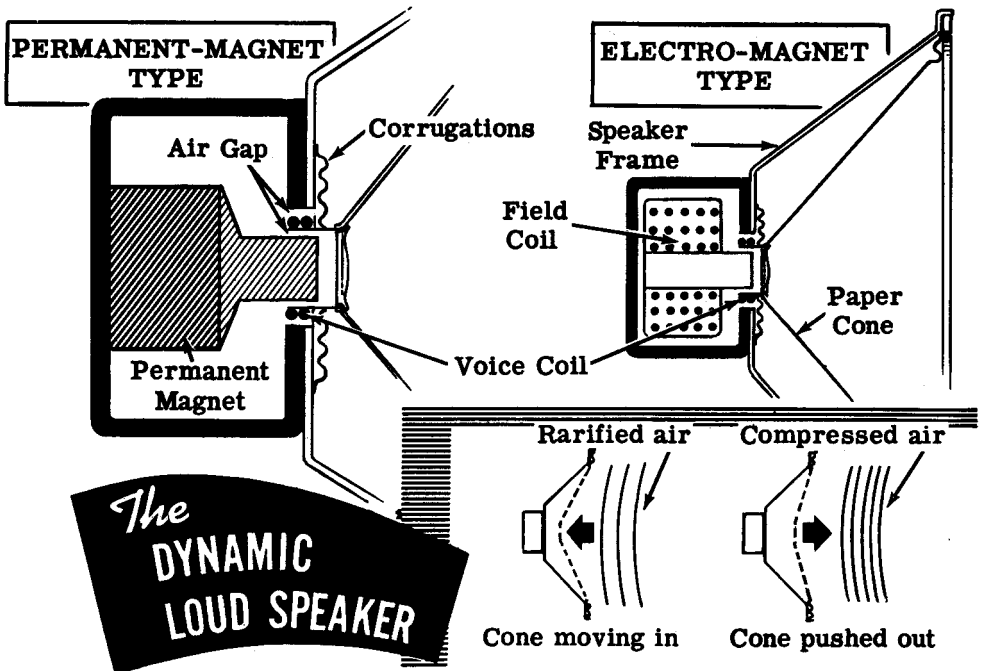 PERMANENT-MAGNET
TYPE
ELECTRO-MAGNET
TYPE
Corrugations
Air Gap
Speaker
Frame
Field
Coil
Paper
Cone
Voice Coil
Permanent
Magnet
Rarified air
Compressed air
The
DYNAMIC
LOUD SPEAKER
Cone moving in
Cone pushed out